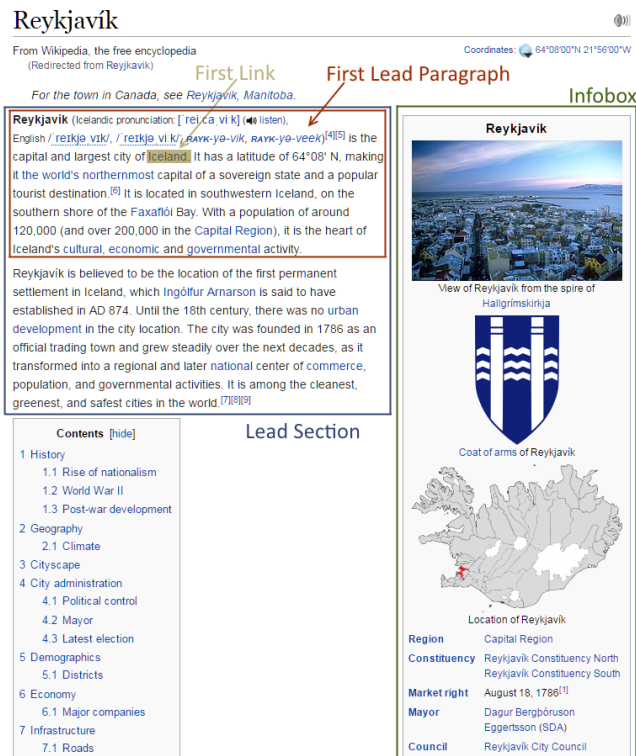 Reykjavík
From Wikipedia, the free encyclopedia
(Redirected from Reyjkavik)
Coordinates: 64°08′00″N 21°56′00″W
First Link
First Lead Paragraph
Infobox
For the town in Canada, see Reykjavik, Manitoba.
Reykjavík (Icelandic pronunciation: [ˈreiːcaˌviːk] (listen),
English /ˈreɪkjəˌvɪk/, /ˈreɪkjəˌviːk/; RAYK-yə-vik, RAYK-yə-veek)[4][5] is the
capital and largest city of Iceland. It has a latitude of 64°08' N, making
it the world's northernmost capital of a sovereign state and a popular
tourist destination.[6] It is located in southwestern Iceland, on the
southern shore of the Faxaflói Bay. With a population of around
120,000 (and over 200,000 in the Capital Region), it is the heart of
Iceland's cultural, economic and governmental activity.
Reykjavík is believed to be the location of the first permanent
settlement in Iceland, which Ingólfur Arnarson is said to have
established in AD 874. Until the 18th century, there was no urban
development in the city location. The city was founded in 1786 as an
official trading town and grew steadily over the next decades, as it
transformed into a regional and later national center of commerce,
population, and governmental activities. It is among the cleanest,
greenest, and safest cities in the world.[7][8][9]
Lead Section
Contents [hide]
1 History
1.1 Rise of nationalism
1.2 World War II
1.3 Post-war development
2 Geography
2.1 Climate
3 Cityscape
4 City administration
4.1 Political control
4.2 Mayor
4.3 Latest election
5 Demographics
5.1 Districts
6 Economy
6.1 Major companies
7 Infrastructure
7.1 Roads
Reykjavík
View of Reykjavík from the spire of
Hallgrímskirkja
Coat of arms of Reykjavík
Location of Reykjavík
Region Capital Region
Constituency Reykjavík Constituency North
Reykjavík Constituency South
Market right August 18, 1786[1]
Mayor Dagur Bergþóruson
Eggertsson (SDA)
Council Reykjavík City Council